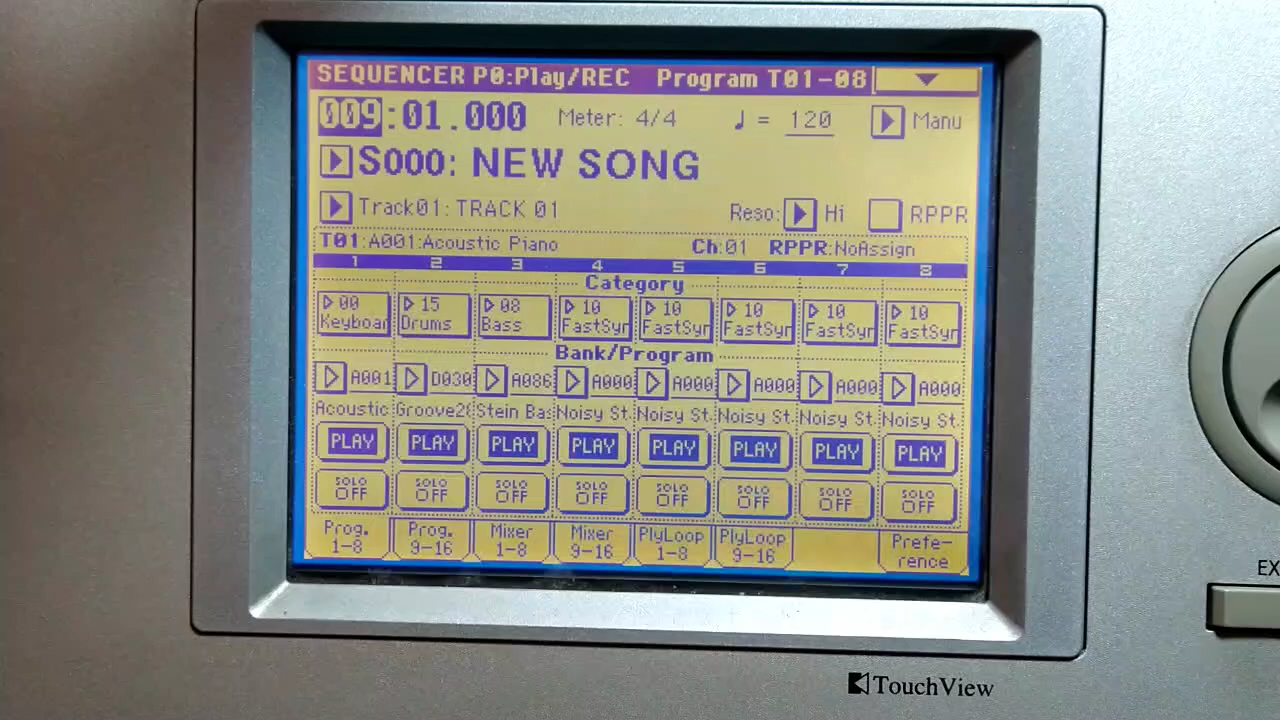 SEQUENCER P0:Play/REC Program T01-08
009:01.000 Meter: 4/4 ♩ = 120 Manu
S000: NEW SONG
Track01: TRACK 01 Reso: Hi RPPR
T01:A001:Acoustic Piano Ch:01 RPPR:NoAssign
1 2 3 4 5 6 7 8
Category
00 15 08 10 10 10 10 10
Keyboar Drums Bass FastSyn FastSyn FastSyn FastSyn FastSyn
Bank/Program
A001 D030 A086 A000 A000 A000 A000 A000
Acoustic Groove20 Stein Ba: Noisy St. Noisy St. Noisy St. Noisy St. Noisy St.
PLAY PLAY PLAY PLAY PLAY PLAY PLAY PLAY
SOLO SOLO SOLO SOLO SOLO SOLO SOLO SOLO
OFF OFF OFF OFF OFF OFF OFF OFF
Prog. Prog. Mixer Mixer PlyLoop PlyLoop Prefe-
1-8 9-16 1-8 9-16 1-8 9-16 rence
EX
TouchView